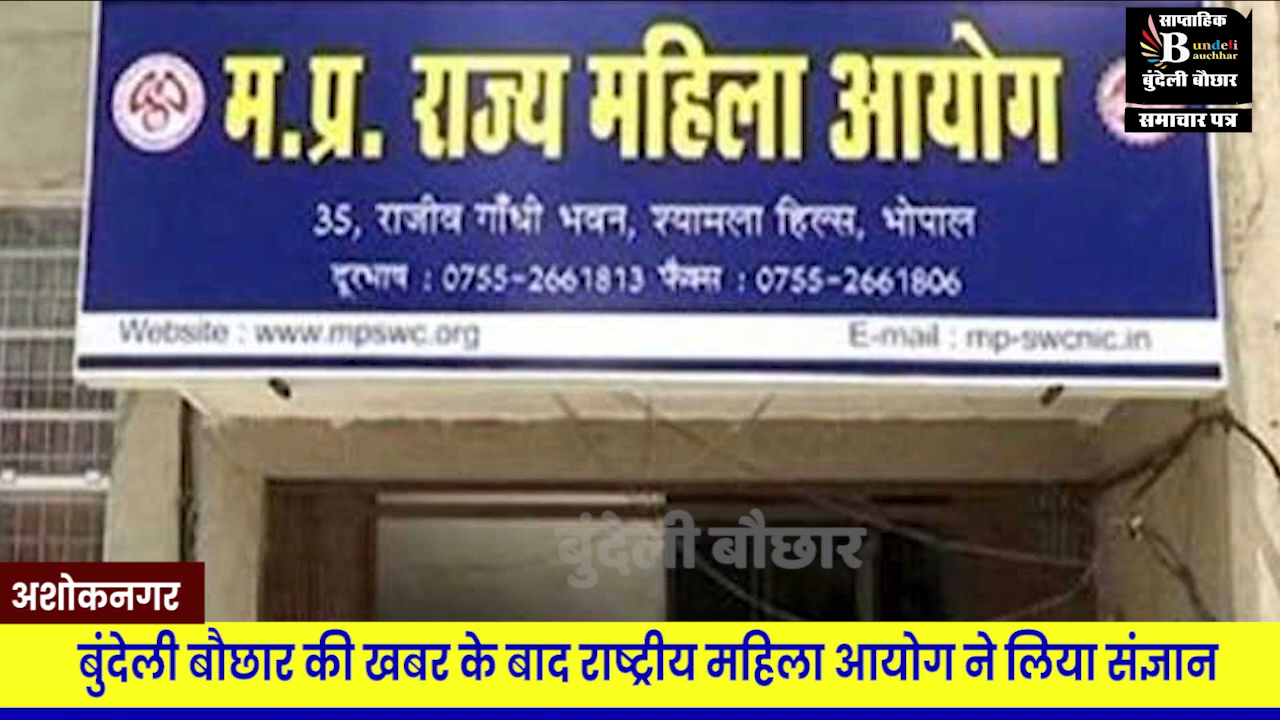 साप्ताहिक
Bundeli
Bauchhar
बुंदेली बौछार
समाचार पत्र
म.प्र. राज्य महिला आयोग
35, राजीव गाँधी भवन, श्यामला हिल्स, भोपाल
दूरभाष : 0755-2661813 फैक्स : 0755-2661806
Website : www.mpswc.org E-mail : mp-swcnic.in
बुंदेली बौछार
अशोकनगर
बुंदेली बौछार की खबर के बाद राष्ट्रीय महिला आयोग ने लिया संज्ञान